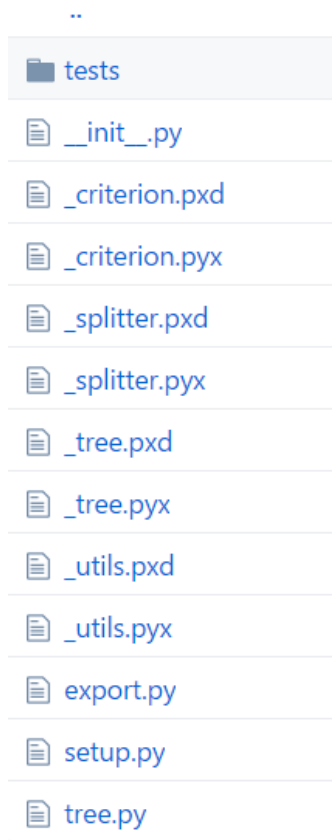 ..
tests
__init__.py
_criterion.pxd
_criterion.pyx
_splitter.pxd
_splitter.pyx
_tree.pxd
_tree.pyx
_utils.pxd
_utils.pyx
export.py
setup.py
tree.py